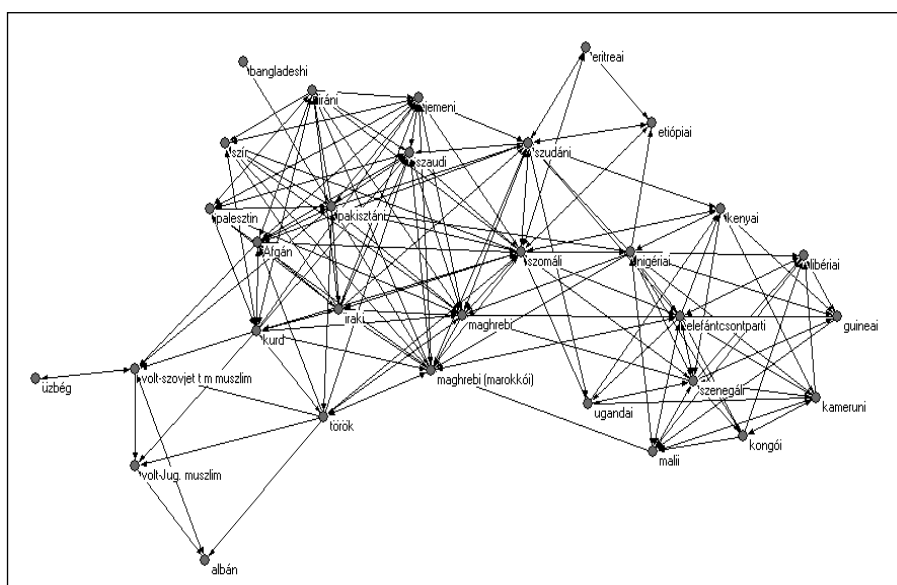 eritreai
bangladeshi
iráni
jemeni
etiópiai
szír
szaudi
szudáni
palesztin
pakisztáni
kenyai
Afgán
szomáli
nigériai
libériai
iraki
maghrebi
elefántcsontparti
guineai
kurd
volt-szovjet t m muszlim
maghrebi (marokkói)
szenegáli
üzbég
ugandai
kameruni
török
malii
kongói
volt-Jug. muszlim
albán